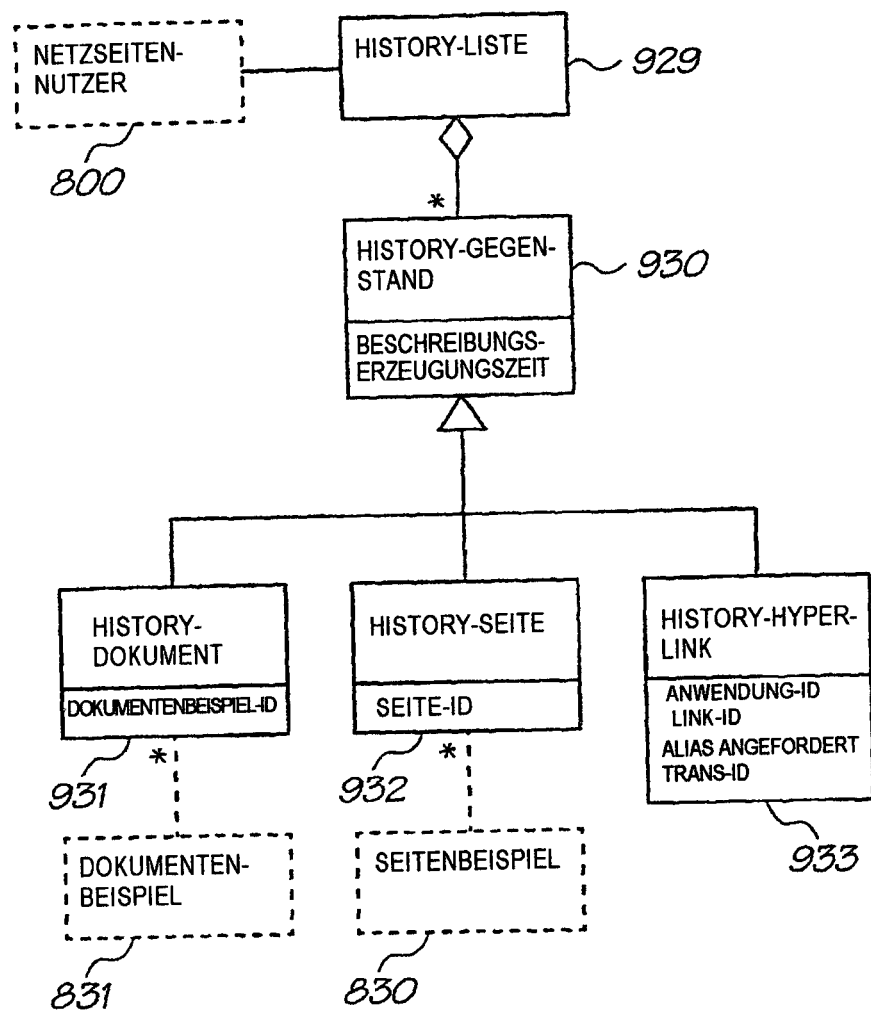 NETZSEITEN-
NUTZER
800
HISTORY-LISTE
929
*
HISTORY-GEGEN-
STAND
930
BESCHREIBUNGS-
ERZEUGUNGSZEIT
HISTORY-
DOKUMENT
DOKUMENTENBEISPIEL-ID
931
*
HISTORY-SEITE
SEITE-ID
932
*
HISTORY-HYPER-
LINK
ANWENDUNG-ID
LINK-ID
ALIAS ANGEFORDERT
TRANS-ID
933
DOKUMENTEN-
BEISPIEL
831
SEITENBEISPIEL
830